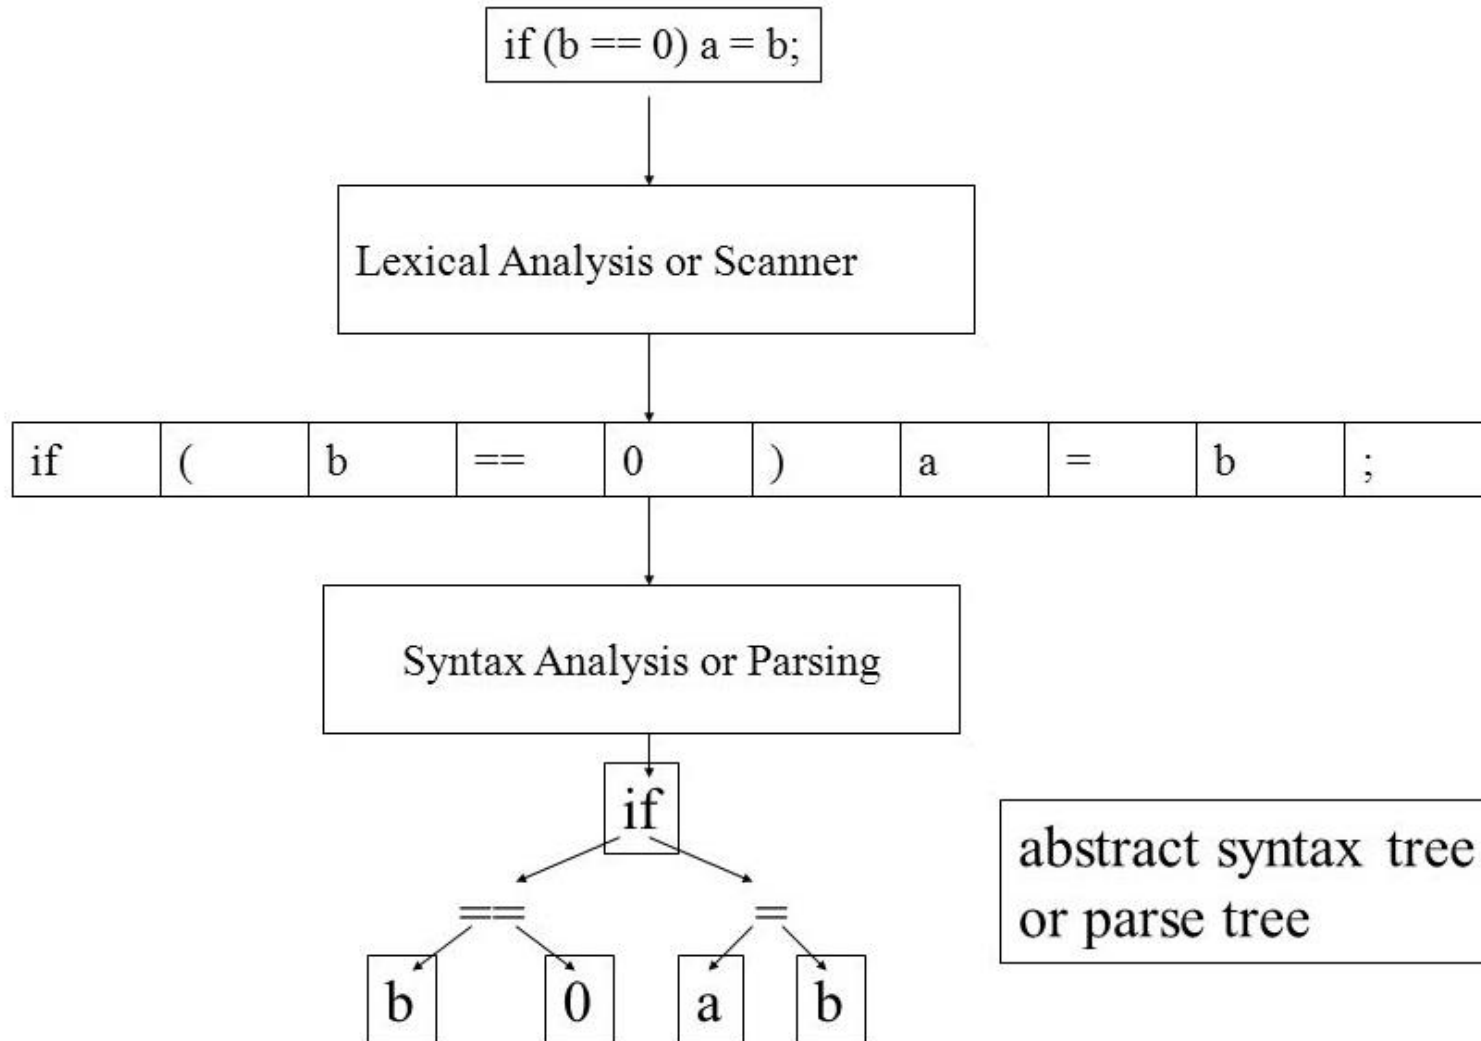 if (b == 0) a = b;
Lexical Analysis or Scanner
if ( b == 0 ) a = b ;
Syntax Analysis or Parsing
if
== =
b 0 a b
abstract syntax tree
or parse tree